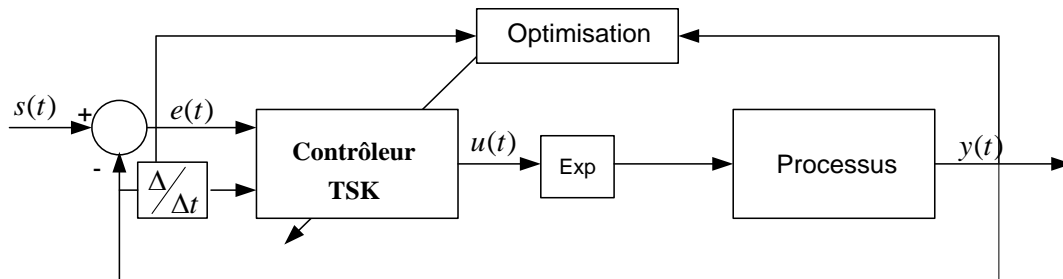 Optimisation
s(t)
+
e(t)
-
Δ/Δt
Contrôleur
TSK
u(t)
Exp
Processus
y(t)